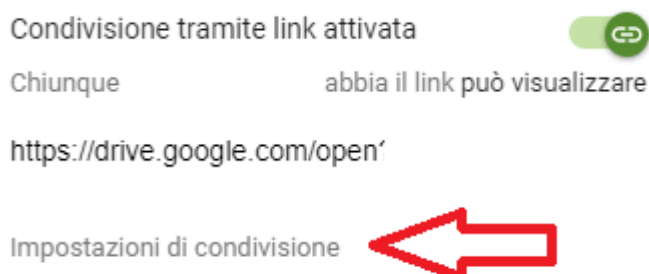 Condivisione tramite link attivata
Chiunque abbia il link può visualizzare
https://drive.google.com/open?
Impostazioni di condivisione